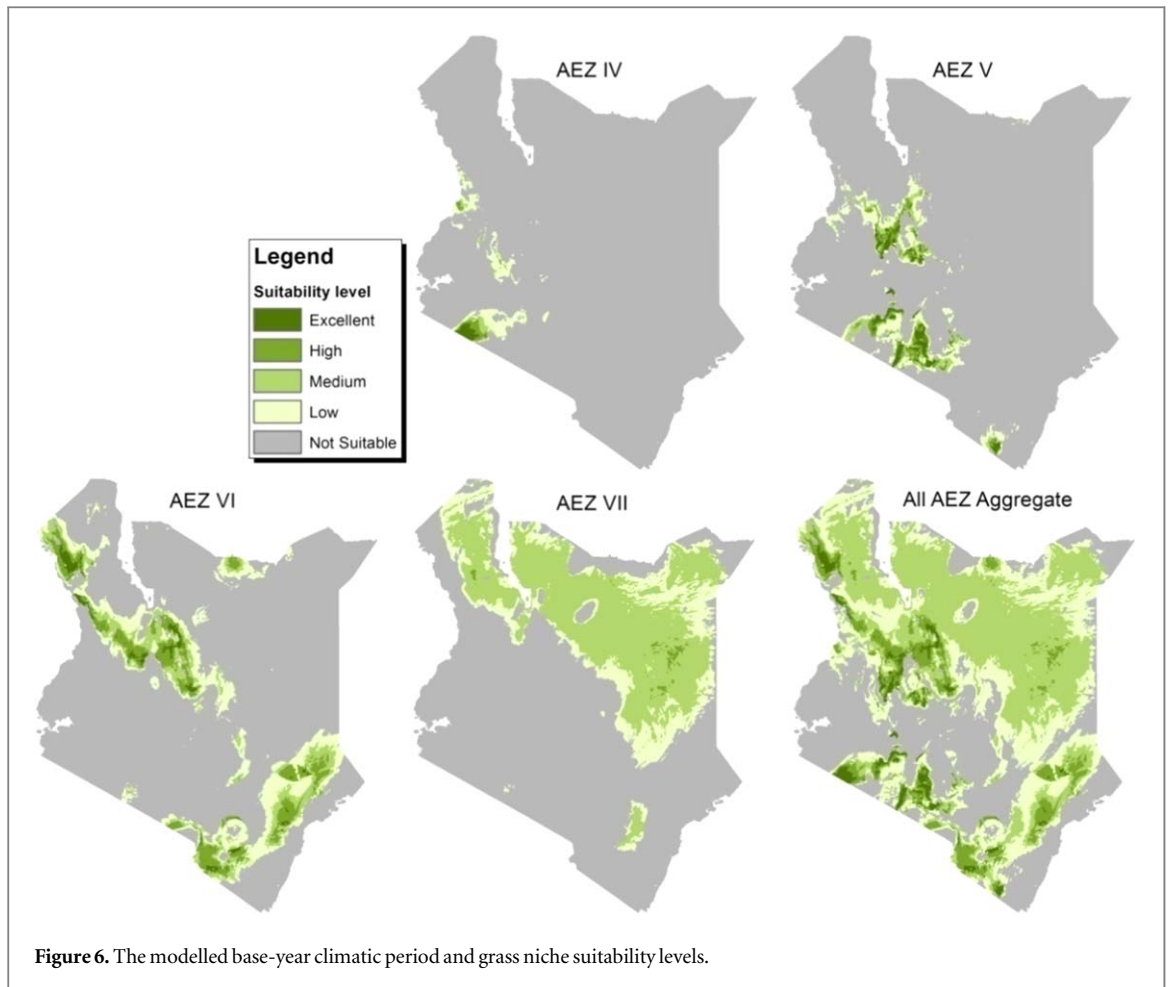 AEZ IV
AEZ V
Legend
Suitability level
Excellent
High
Medium
Low
Not Suitable
AEZ VI
AEZ VII
All AEZ Aggregate
Figure 6. The modelled base-year climatic period and grass niche suitability levels.